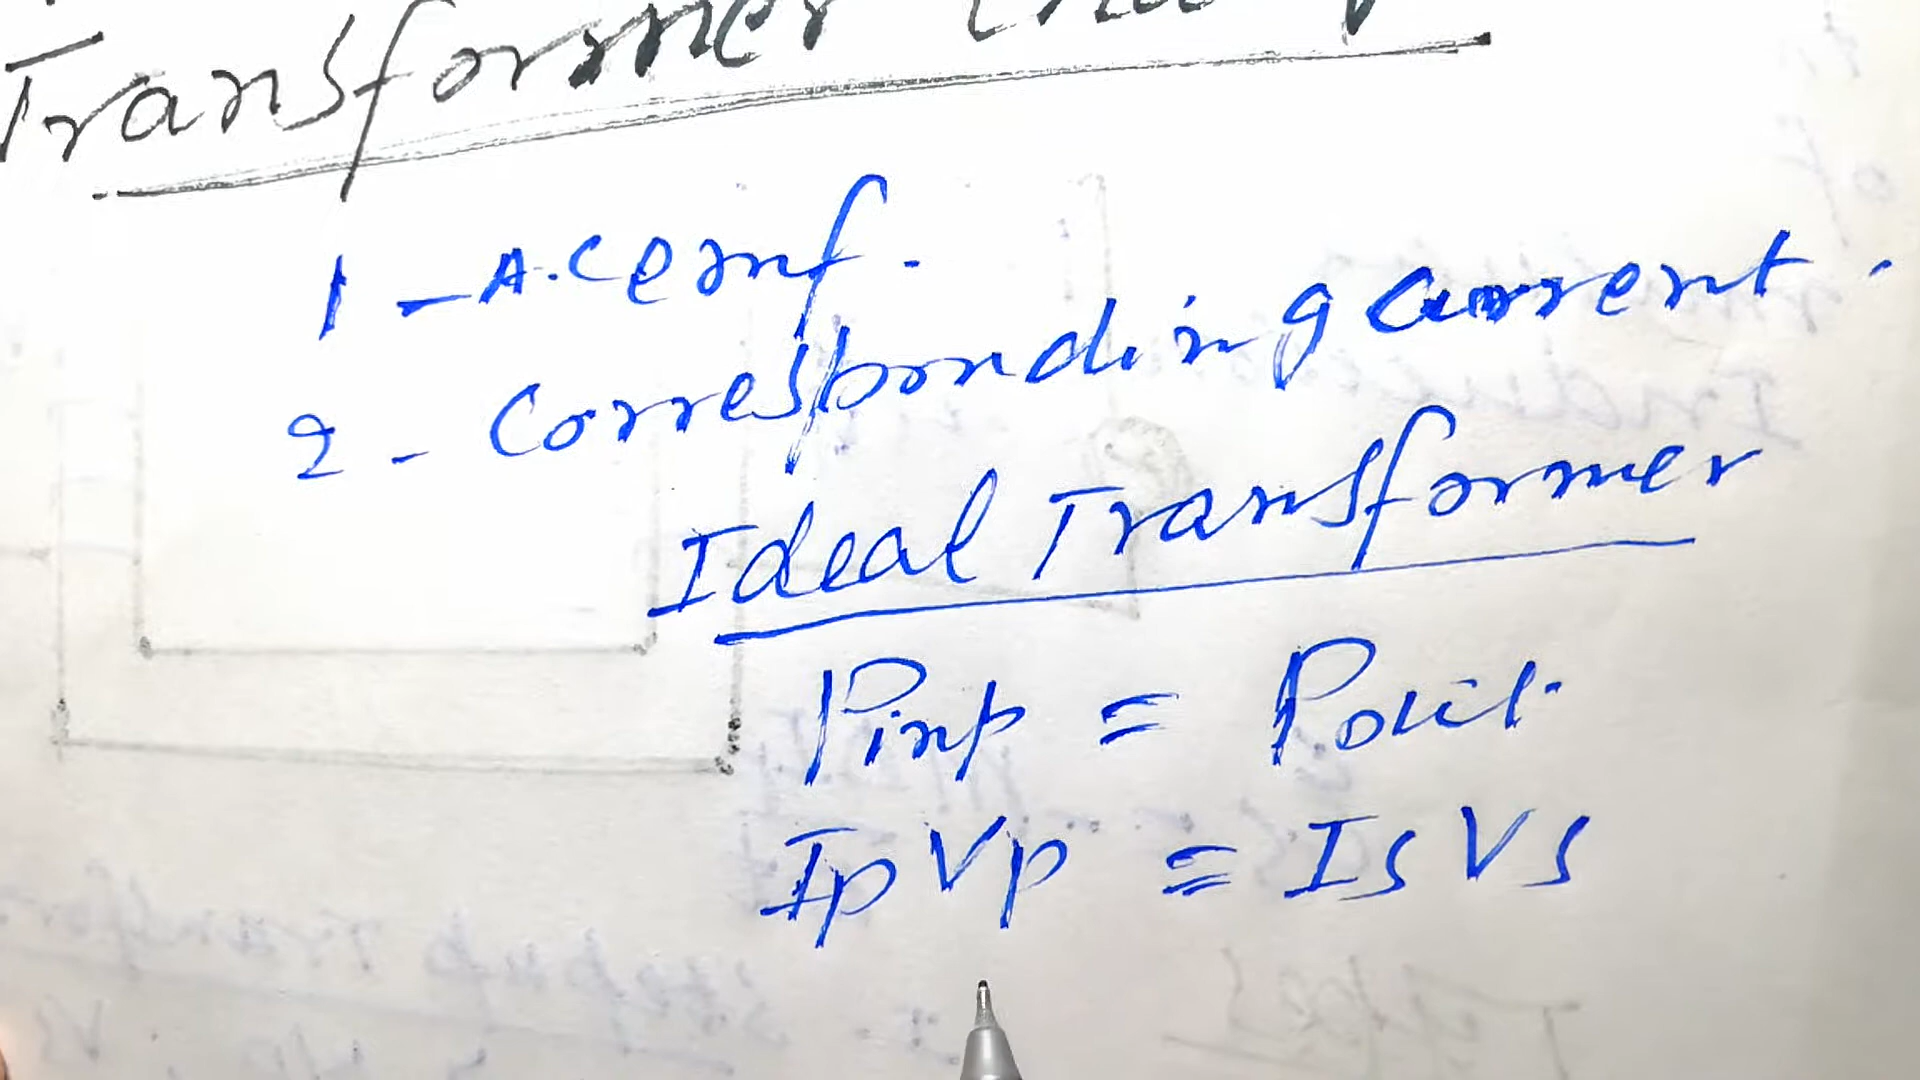 Transformer
1 - A.C emf.
2 - Corresponding current.
Ideal Transformer
Pinp = Pout.
Ip Vp = Is Vs